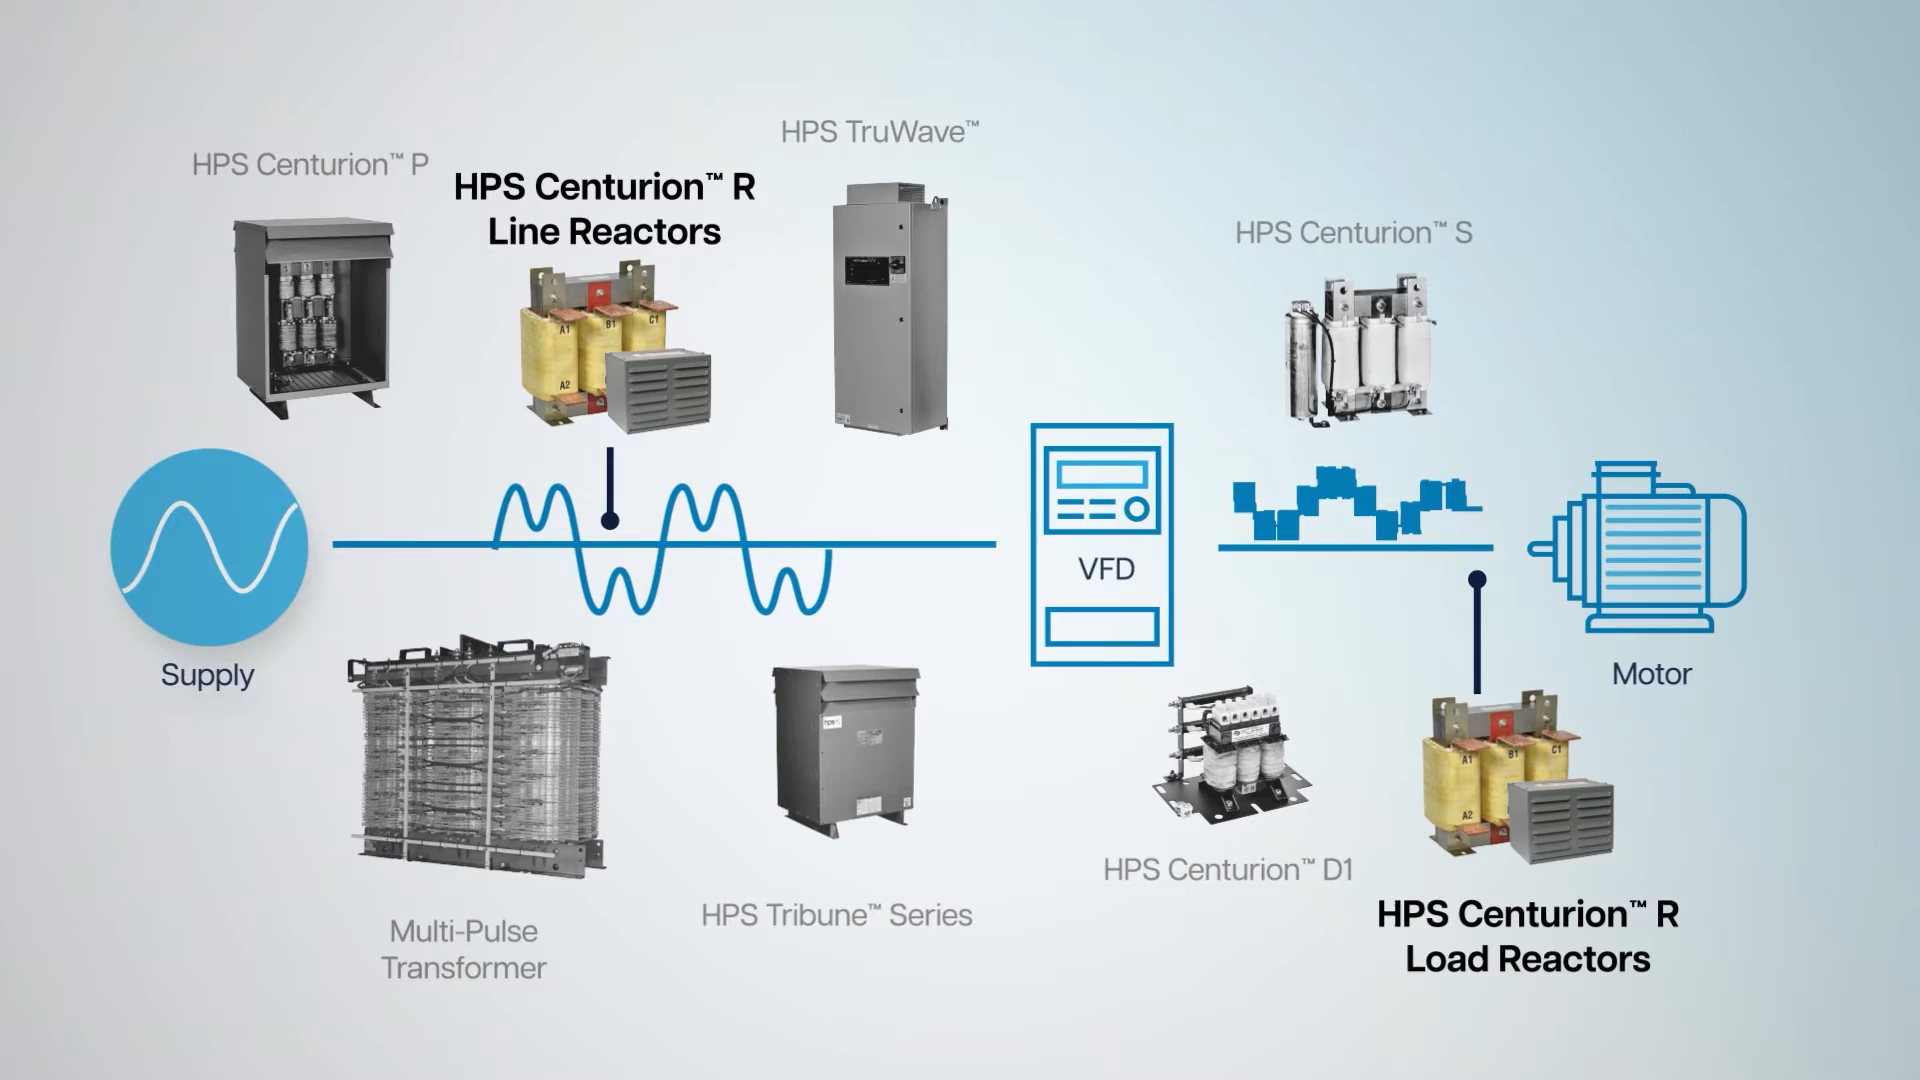 HPS TruWave™
HPS Centurion™ P
HPS Centurion™ R
Line Reactors
HPS Centurion™ S
A1
B1
C1
A2
VFD
Supply
Motor
hps
A1
B1
C1
A2
HPS Centurion™ D1
HPS Tribune™ Series
HPS Centurion™ R
Load Reactors
Multi-Pulse
Transformer